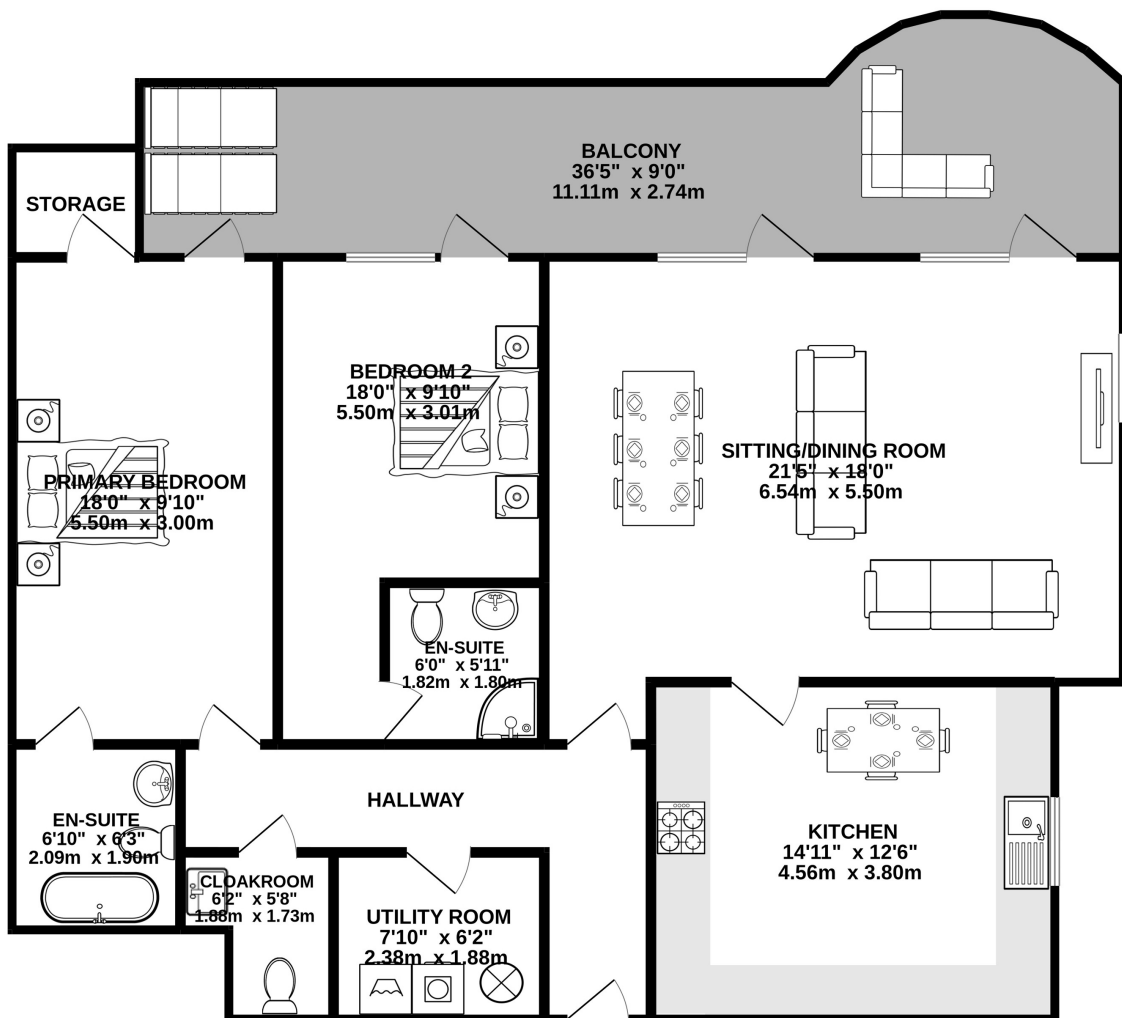 BALCONY
36'5" x 9'0"
11.11m x 2.74m
STORAGE
BEDROOM 2
18'0" x 9'10"
5.50m x 3.01m
PRIMARY BEDROOM
18'0" x 9'10"
5.50m x 3.00m
SITTING/DINING ROOM
21'5" x 18'0"
6.54m x 5.50m
EN-SUITE
6'0" x 5'11"
1.82m x 1.80m
HALLWAY
EN-SUITE
6'10" x 6'3"
2.09m x 1.90m
KITCHEN
14'11" x 12'6"
4.56m x 3.80m
CLOAKROOM
6'2" x 5'8"
1.88m x 1.73m
UTILITY ROOM
7'10" x 6'2"
2.38m x 1.88m